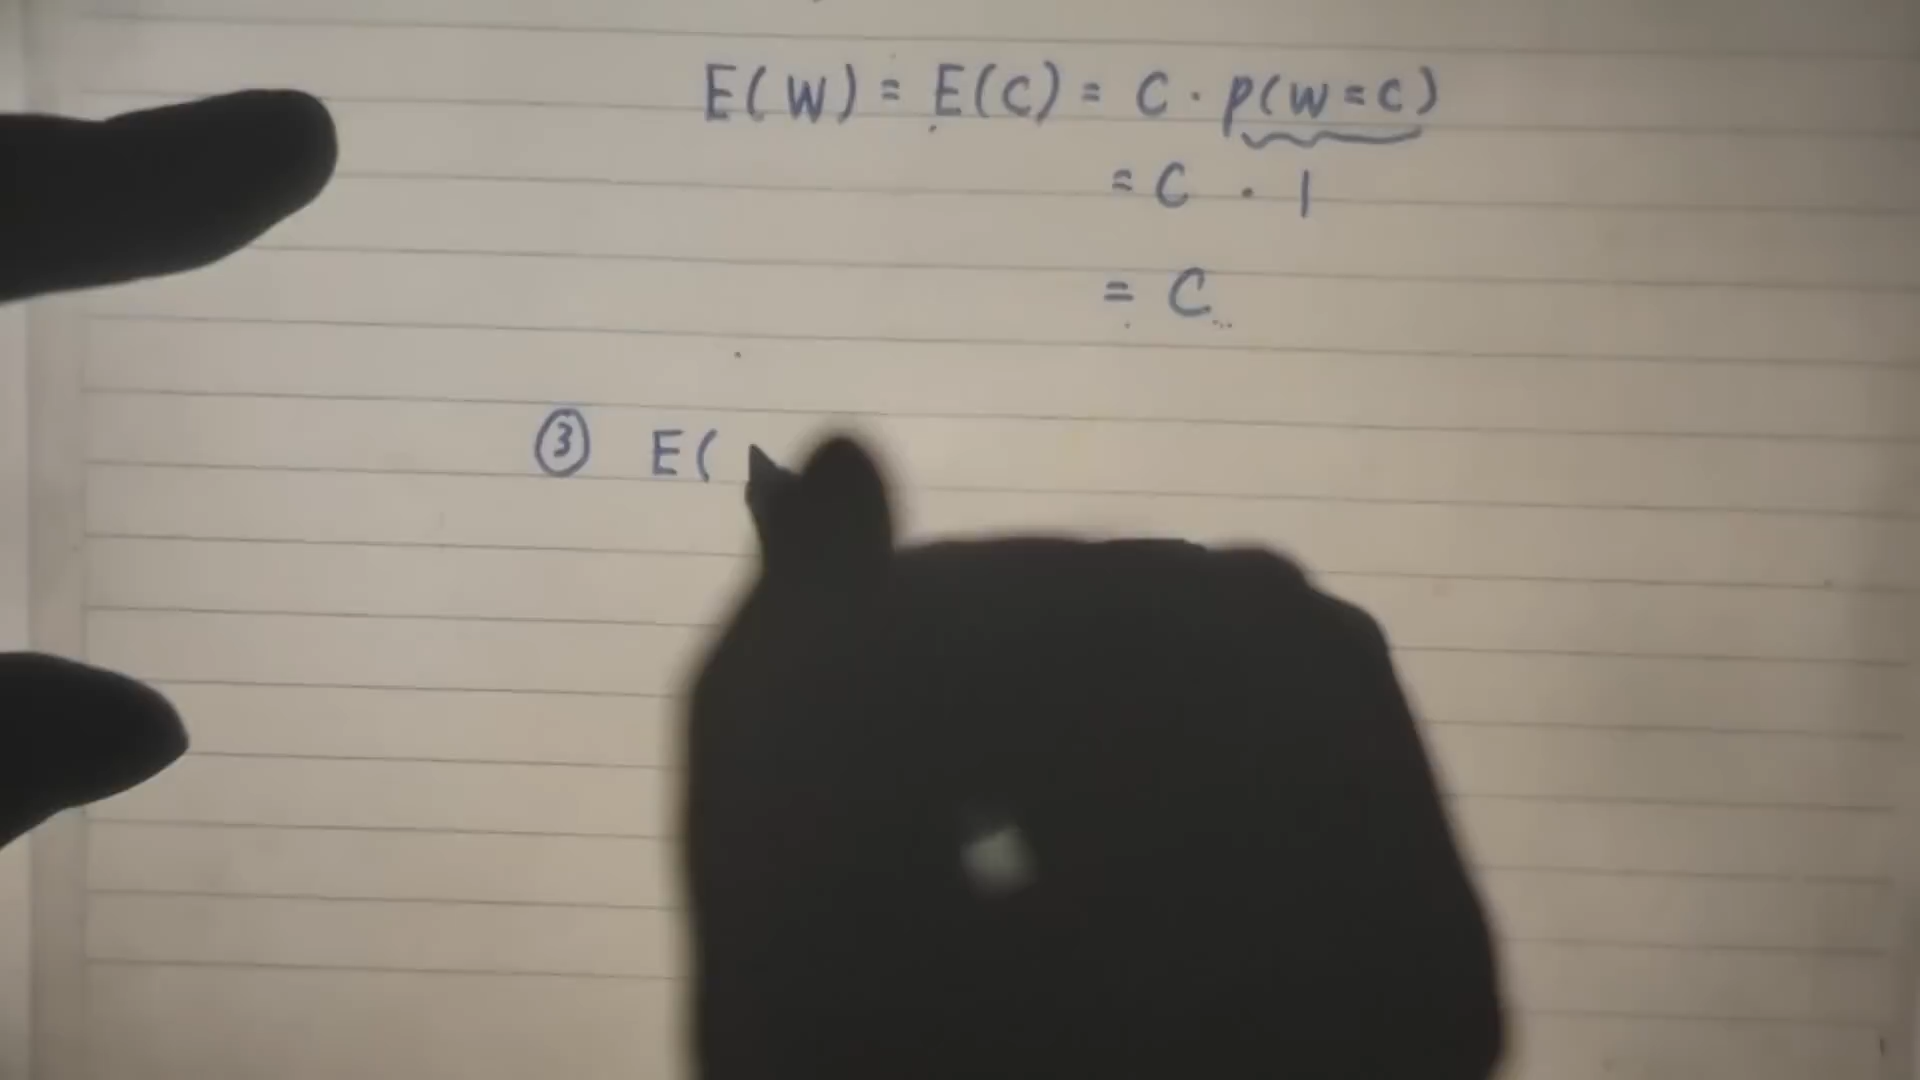 E(W) = E(C) = C · p(W=C)
= C · 1
= C
③ E(